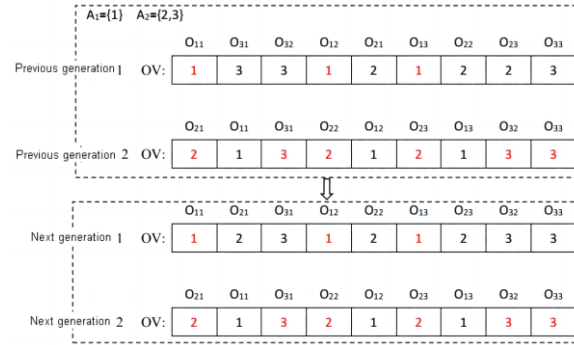 A₁={1} A₂={2,3}
O₁₁ O₃₁ O₃₂ O₁₂ O₂₁ O₁₃ O₂₂ O₂₃ O₃₃
Previous generation 1 OV: 1 3 3 1 2 1 2 2 3
O₂₁ O₁₁ O₃₁ O₂₂ O₁₂ O₂₃ O₁₃ O₃₂ O₃₃
Previous generation 2 OV: 2 1 3 2 1 2 1 3 3
O₁₁ O₂₁ O₃₁ O₁₂ O₂₂ O₁₃ O₂₃ O₃₂ O₃₃
Next generation 1 OV: 1 2 3 1 2 1 2 3 3
O₂₁ O₁₁ O₃₁ O₂₂ O₁₂ O₂₃ O₁₃ O₃₂ O₃₃
Next generation 2 OV: 2 1 3 2 1 2 1 3 3